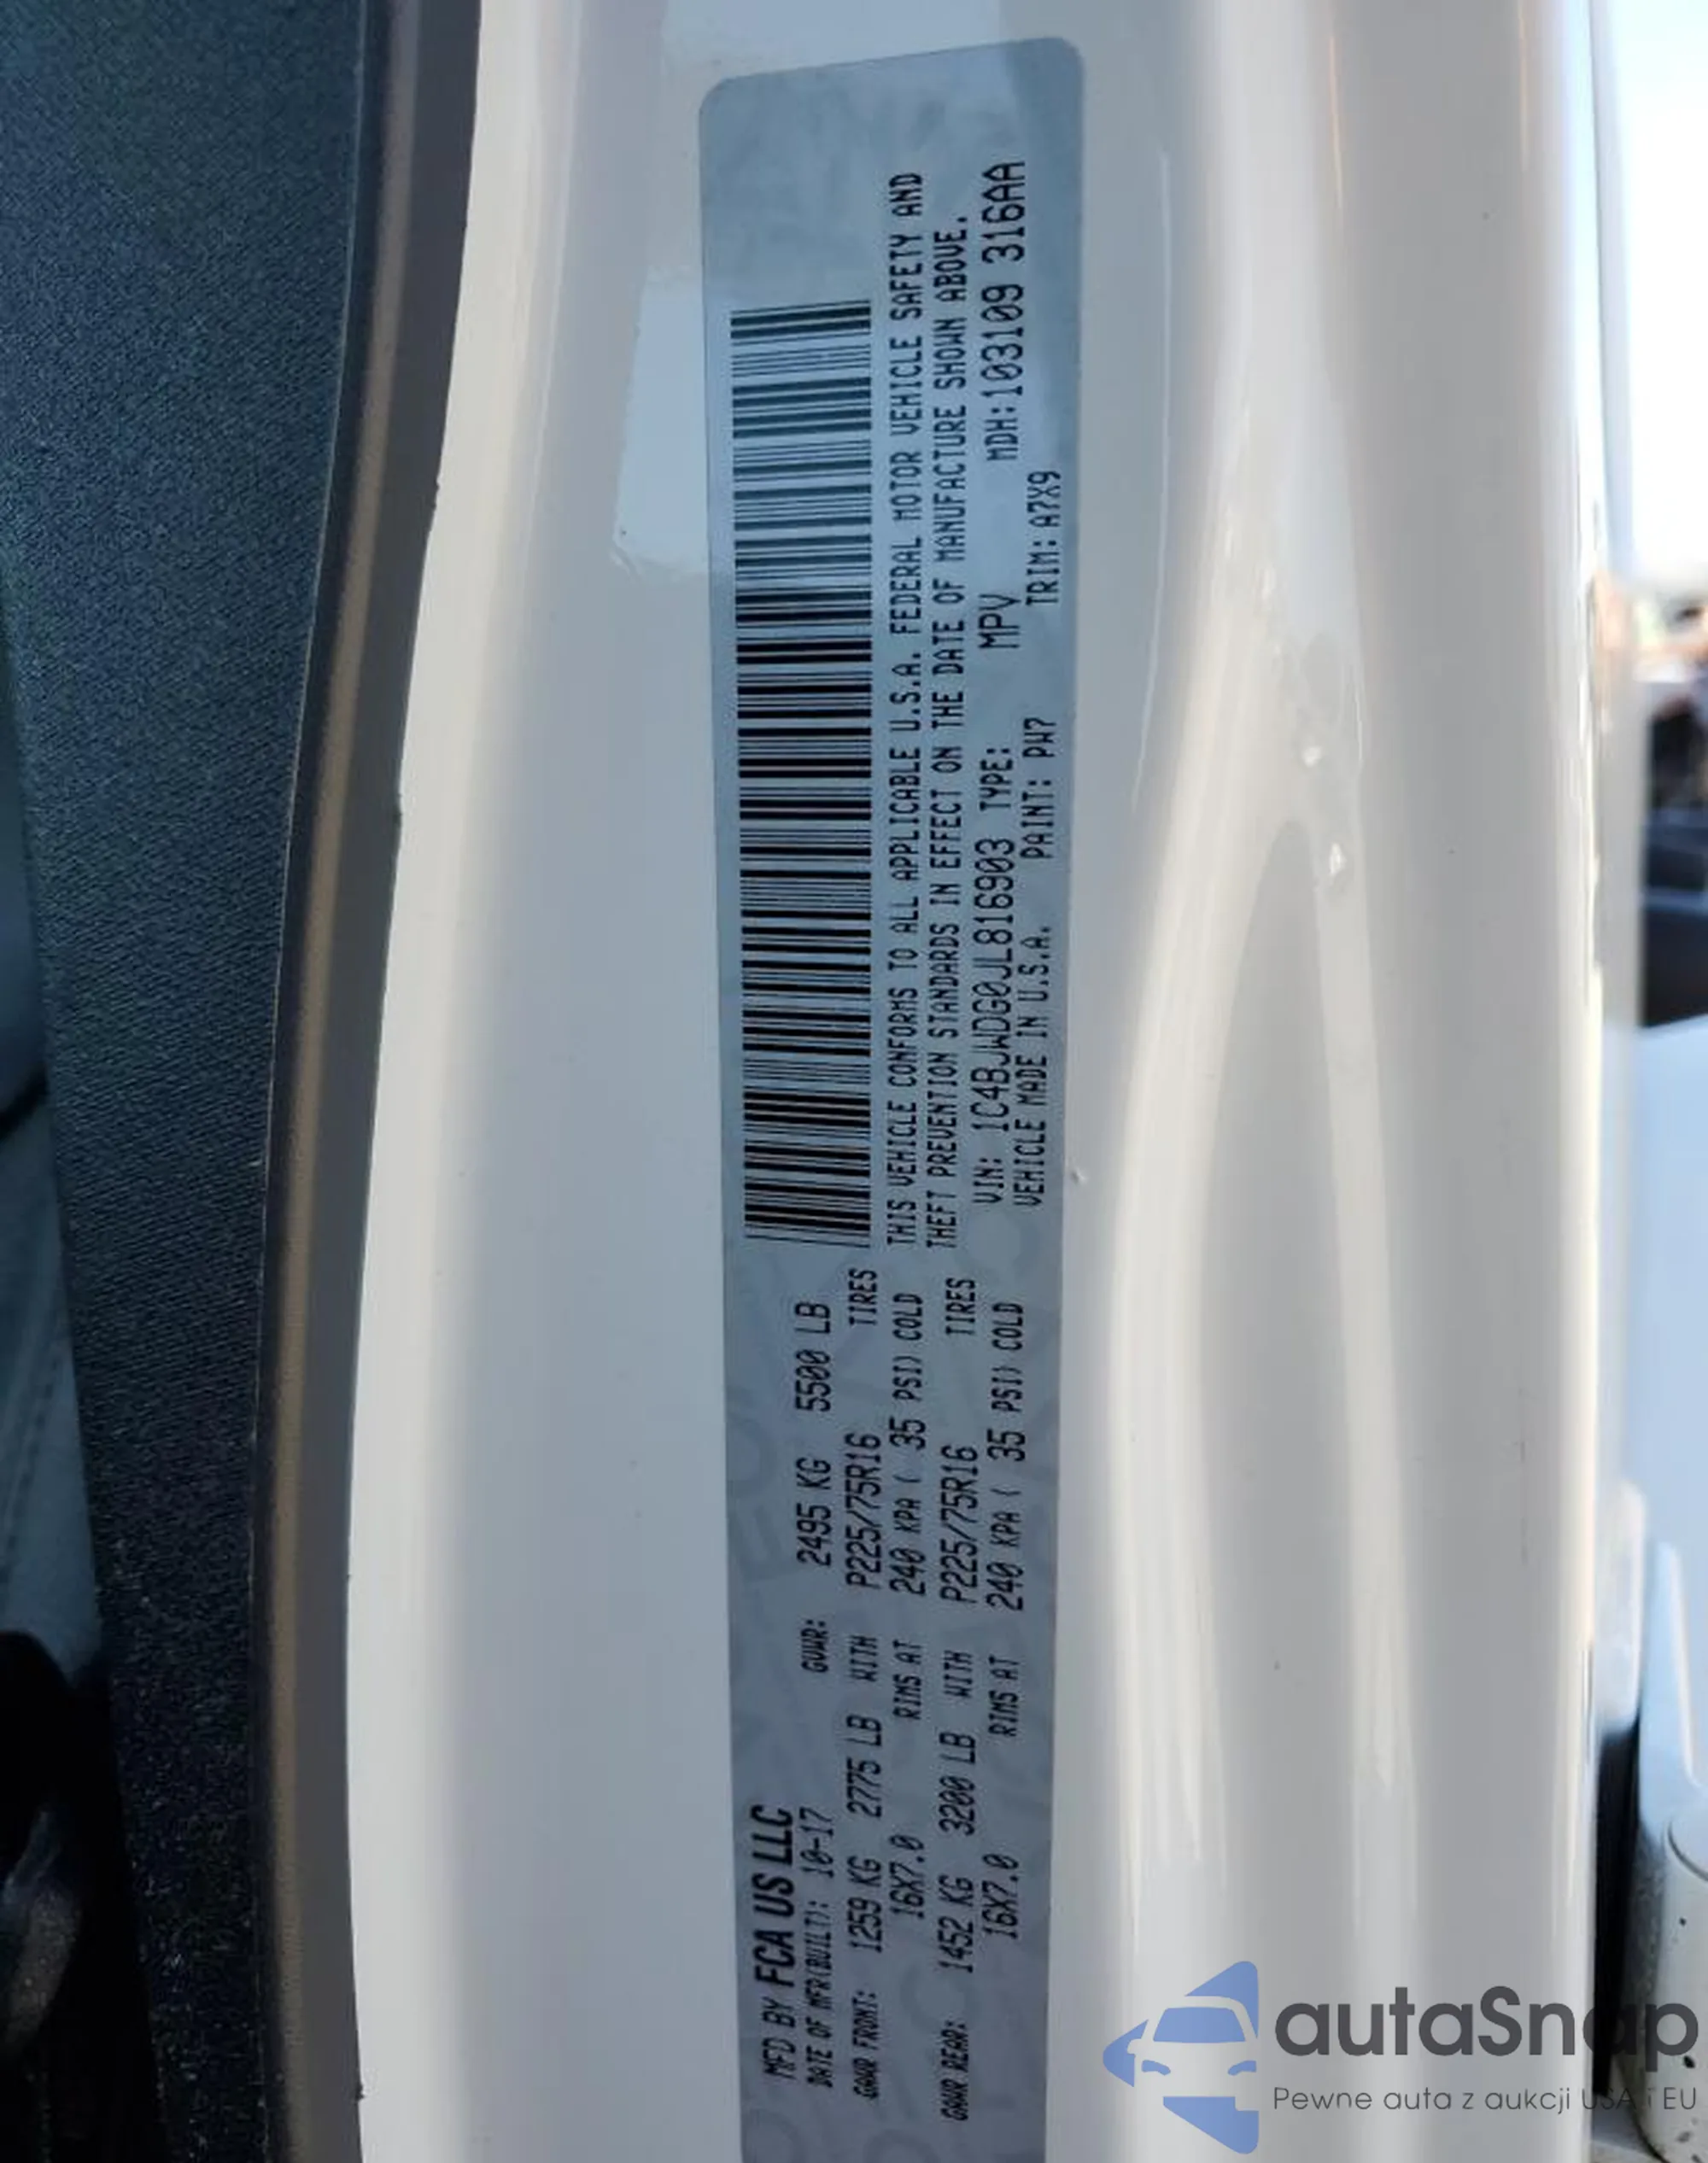 MFD BY FCA US LLC
DATE OF MFR(BUILT): 10-17
GVWR: 2495 KG 5500 LB
GAWR FRONT: 1259 KG 2775 LB WITH P225/75R16 TIRES
16X7.0 RIMS AT 240 KPA ( 35 PSI) COLD
GAWR REAR: 1452 KG 3200 LB WITH P225/75R16 TIRES
16X7.0 RIMS AT 240 KPA ( 35 PSI) COLD
THIS VEHICLE CONFORMS TO ALL APPLICABLE U.S.A. FEDERAL MOTOR VEHICLE SAFETY AND
THEFT PREVENTION STANDARDS IN EFFECT ON THE DATE OF MANUFACTURE SHOWN ABOVE.
VIN: 1C4BJWDG0JL816903 TYPE: MPV MDH:103109 316AA
VEHICLE MADE IN U.S.A. PAINT: PW7 TRIM: A7X9
autaSnap
Pewne auta z aukcji USA i EU